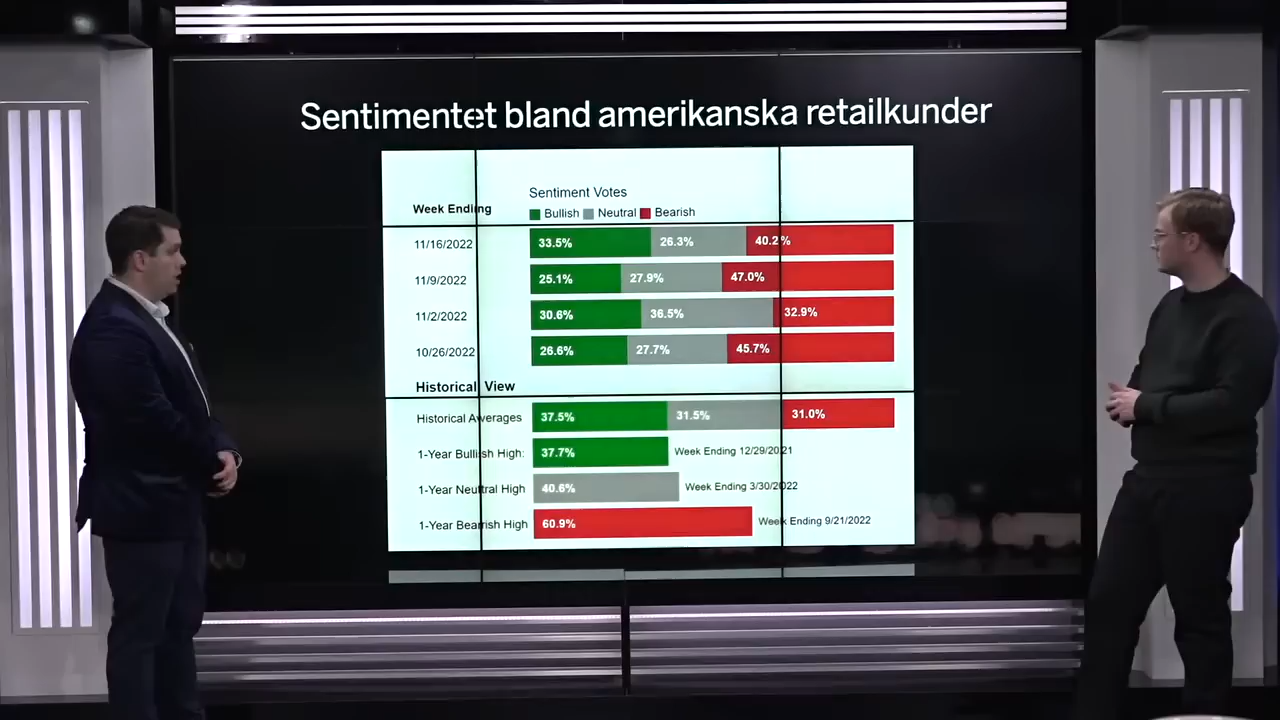 Sentimentet bland amerikanska retailkunder
Sentiment Votes
Week Ending
Bullish Neutral Bearish
11/16/2022 33.5% 26.3% 40.2%
11/9/2022 25.1% 27.9% 47.0%
11/2/2022 30.6% 36.5% 32.9%
10/26/2022 26.6% 27.7% 45.7%
Historical View
Historical Averages 37.5% 31.5% 31.0%
1-Year Bullish High: 37.7% Week Ending 12/29/2021
1-Year Neutral High 40.6% Week Ending 3/30/2022
1-Year Bearish High 60.9% Week Ending 9/21/2022